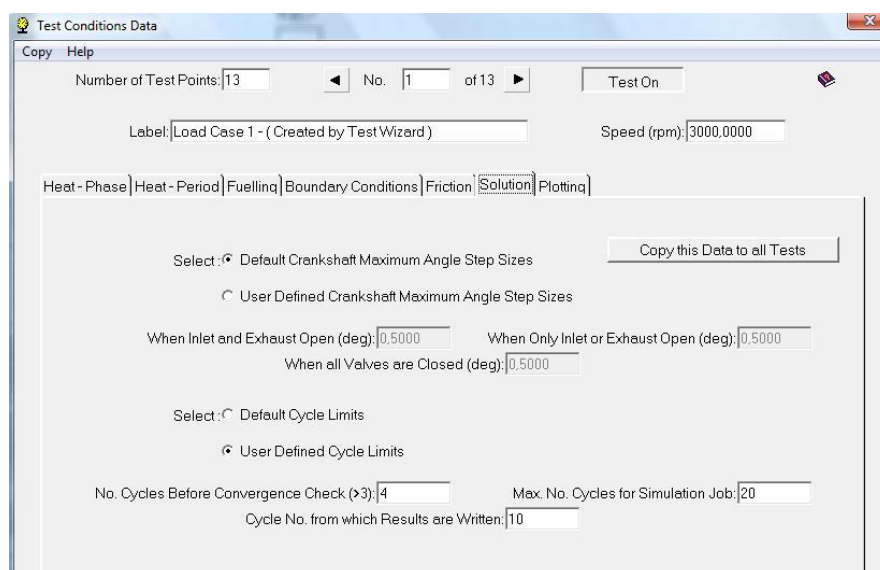 Test Conditions Data
Copy Help
Number of Test Points: 13 No. 1 of 13 Test On
Label: Load Case 1 - ( Created by Test Wizard ) Speed (rpm): 3000,0000
Heat - Phase Heat - Period Fuelling Boundary Conditions Friction Solution Plotting
Copy this Data to all Tests
Select : Default Crankshaft Maximum Angle Step Sizes
User Defined Crankshaft Maximum Angle Step Sizes
When Inlet and Exhaust Open (deg): 0,5000 When Only Inlet or Exhaust Open (deg): 0,5000
When all Valves are Closed (deg): 0,5000
Select : Default Cycle Limits
User Defined Cycle Limits
No. Cycles Before Convergence Check (>3): 4 Max. No. Cycles for Simulation Job: 20
Cycle No. from which Results are Written: 10